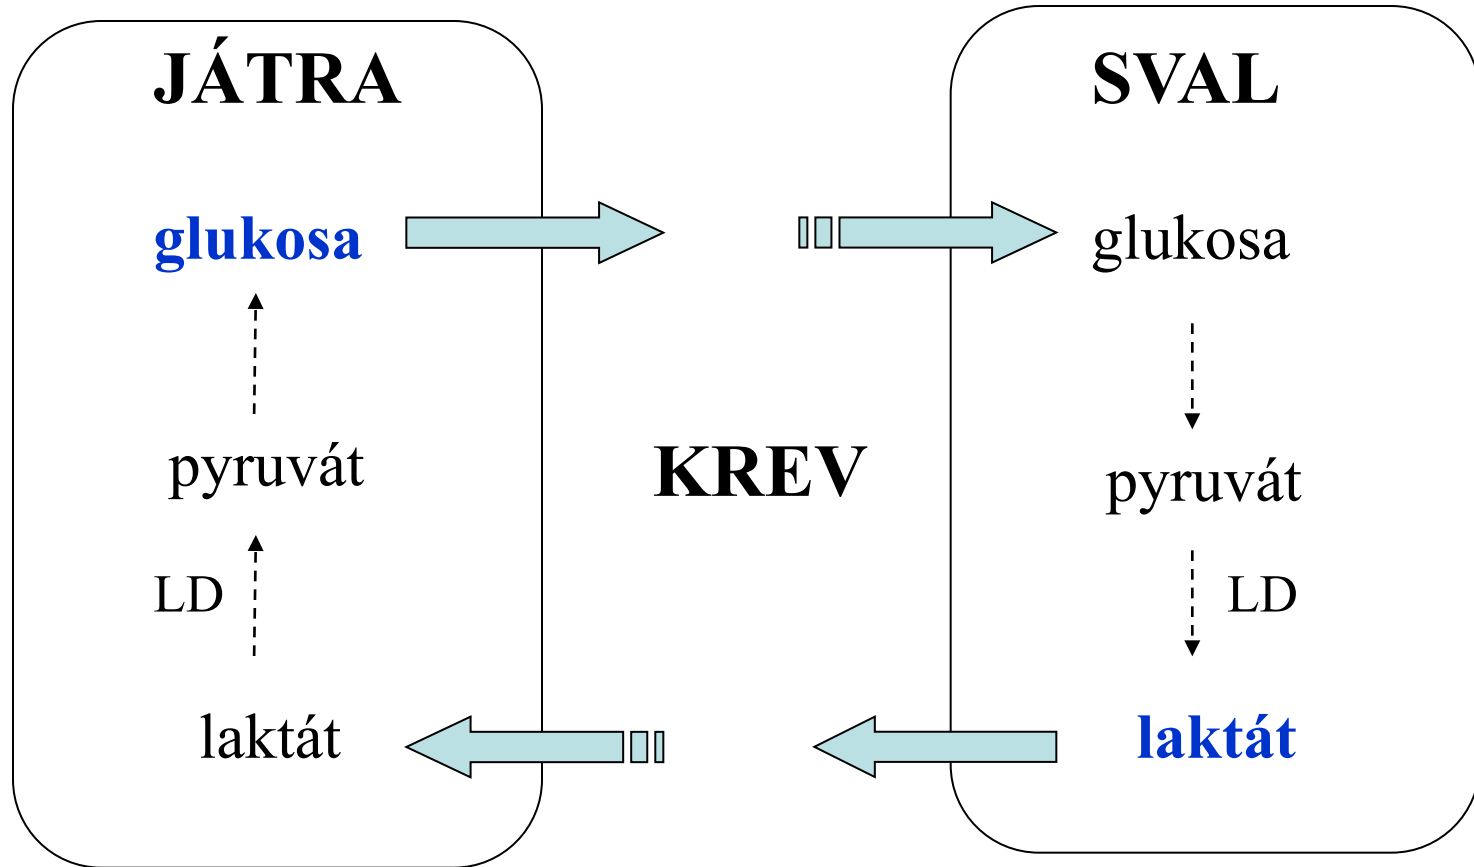 JÁTRA
glukosa
pyruvát
LD
laktát
KREV
SVAL
glukosa
pyruvát
LD
laktát